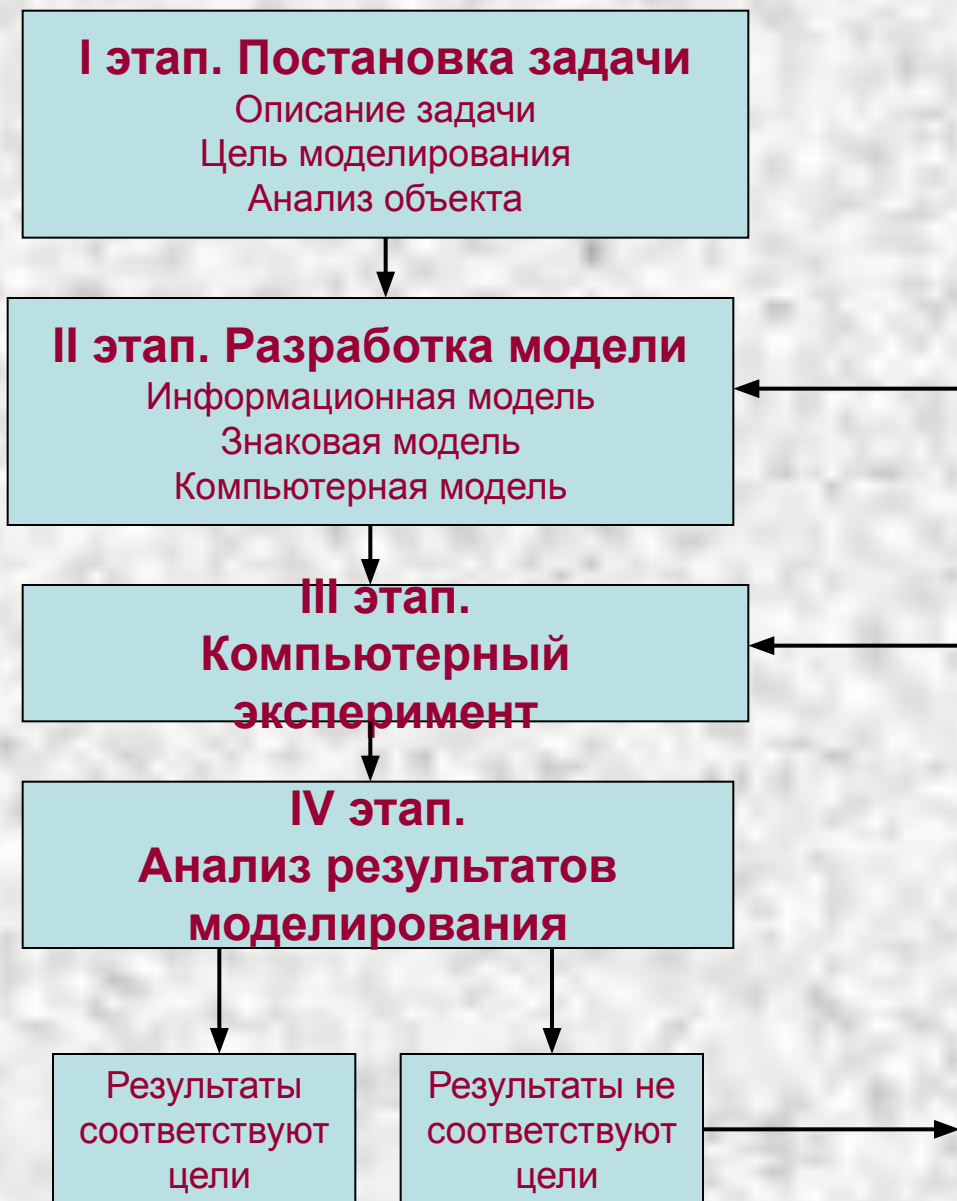 I этап. Постановка задачи
Описание задачи
Цель моделирования
Анализ объекта
II этап. Разработка модели
Информационная модель
Знаковая модель
Компьютерная модель
III этап.
Компьютерный
эксперимент
IV этап.
Анализ результатов
моделирования
Результаты
соответствуют
цели
Результаты не
соответствуют
цели